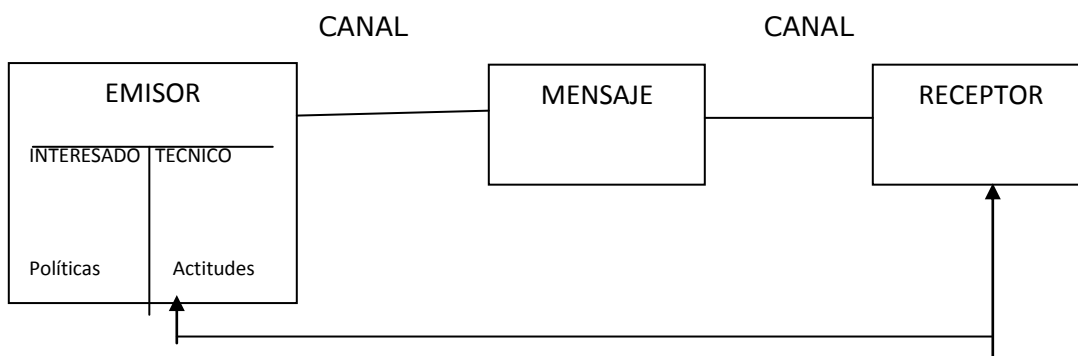 CANAL CANAL
EMISOR MENSAJE RECEPTOR
INTERESADO TECNICO
Políticas Actitudes